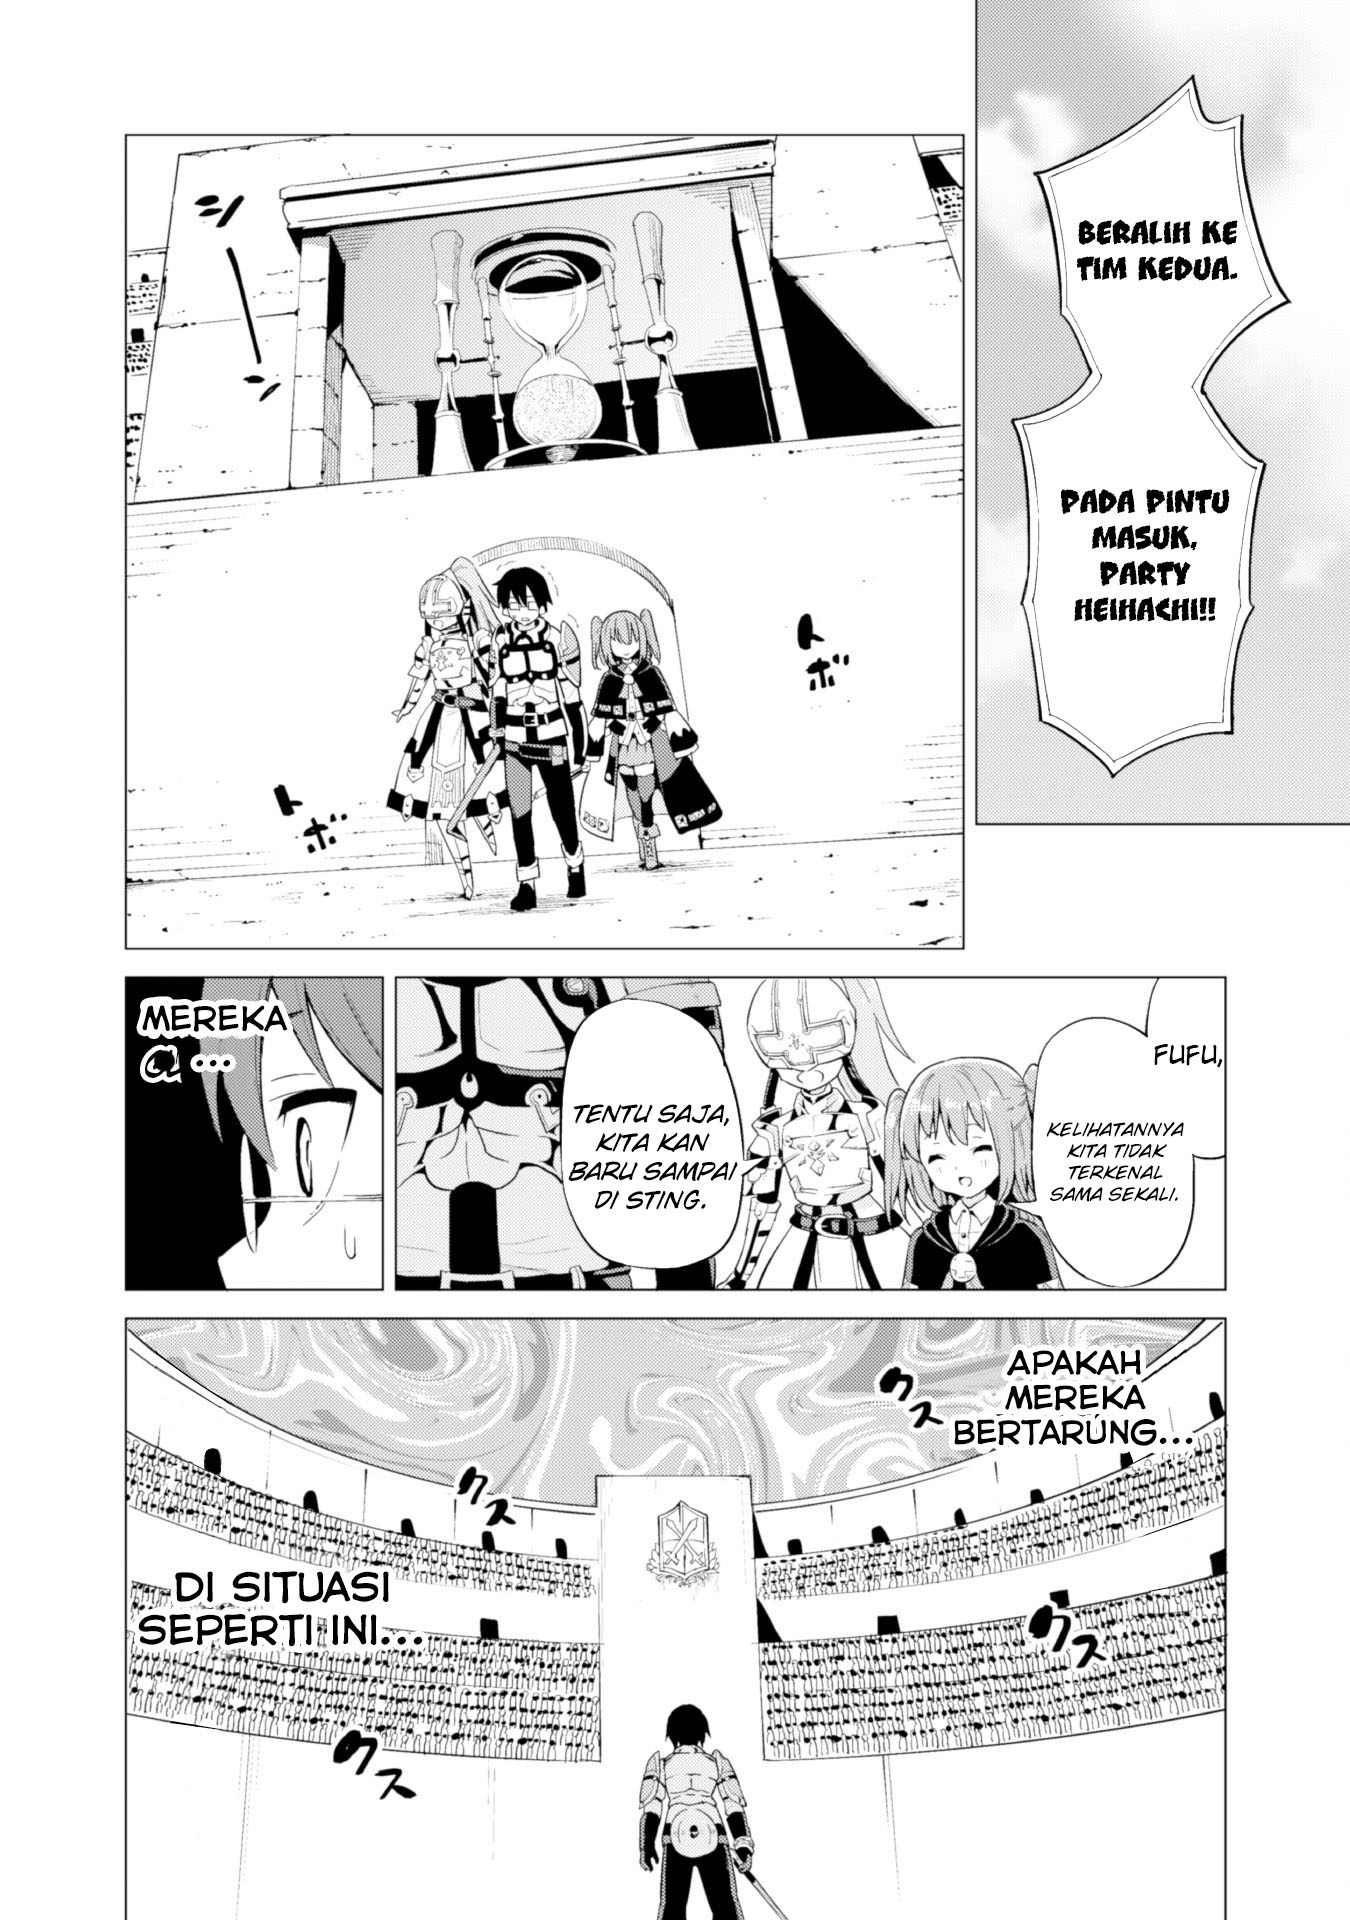 BERALIH KE
TIM KEDUA.
PADA PINTU
MASUK,
PARTY
HEIHACHI!!
シ
ー
ン
トボ
トボ
FUFU,
KELIHATANNYA
KITA TIDAK
TERKENAL
SAMA SEKALI.
TENTU SAJA,
KITA KAN
BARU SAMPAI
DI STING.
MEREKA
a ...
APAKAH
MEREKA
BERTARUNG...
クス
クス
DI SITUASI
SEPERTI INI...
クス
クス